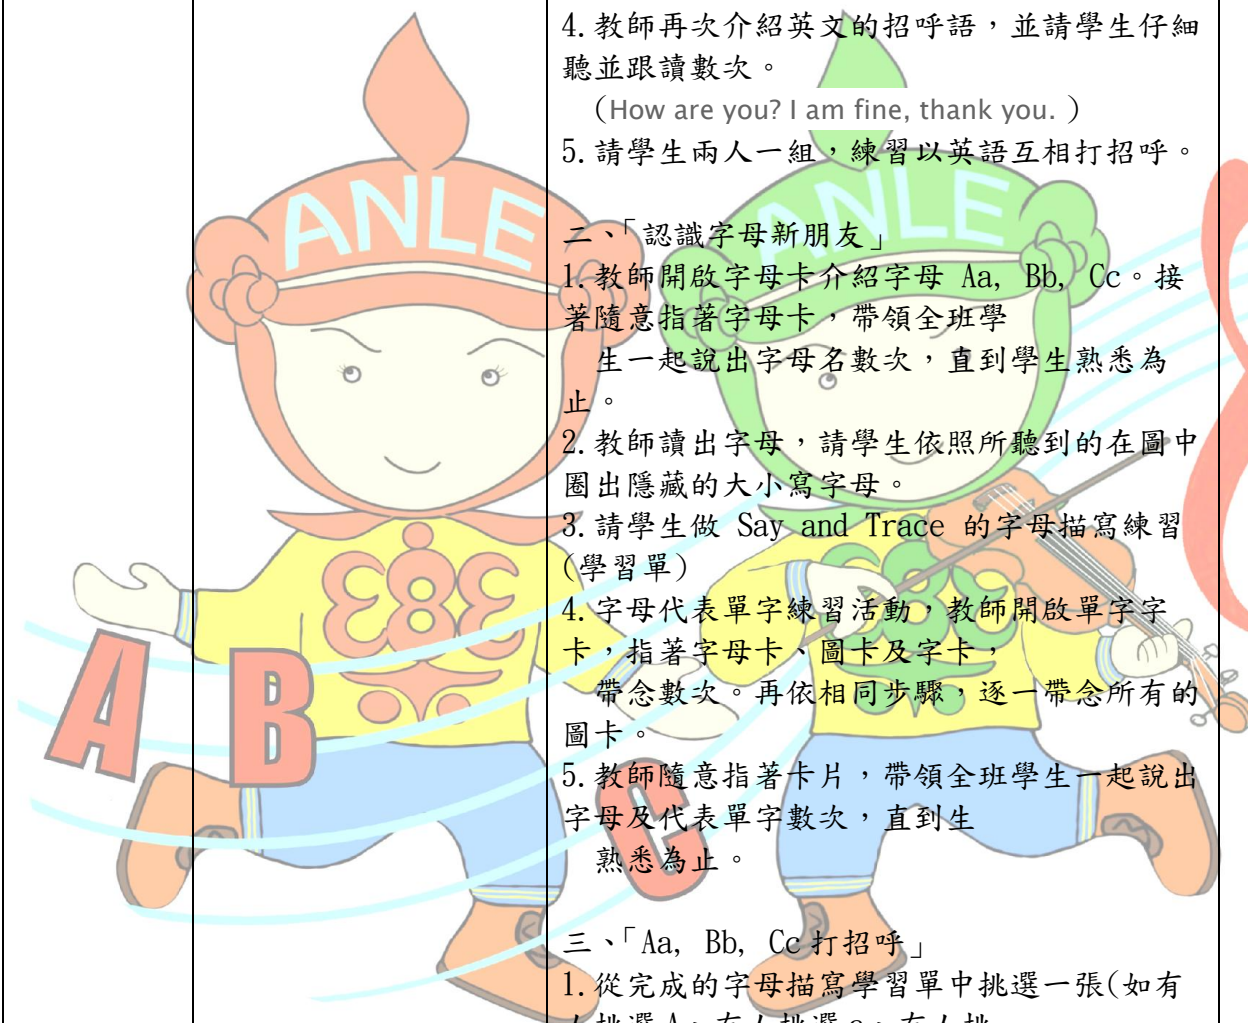 4.教師再次介紹英文的招呼語，並請學生仔細
聽並跟讀數次。
（How are you? I am fine, thank you. ）
5.請學生兩人一組，練習以英語互相打招呼。
ANLE
ANLE
二、「認識字母新朋友」
1.教師開啟字母卡介紹字母 Aa, Bb, Cc。接
著隨意指著字母卡，帶領全班學
生一起說出字母名數次，直到學生熟悉為
止。
2.教師讀出字母，請學生依照所聽到的在圖中
圈出隱藏的大小寫字母。
3.請學生做 Say and Trace 的字母描寫練習
(學習單)
4.字母代表單字練習活動，教師開啟單字字
卡，指著字母卡、圖卡及字卡，
帶念數次。再依相同步驟，逐一帶念所有的
圖卡。
5.教師隨意指著卡片，帶領全班學生一起說出
字母及代表單字數次，直到生
熟悉為止。
A
B
C
三、「Aa, Bb, Cc打招呼」
1.從完成的字母描寫學習單中挑選一張(如有
人挑選 A，有人挑選 c，有人挑